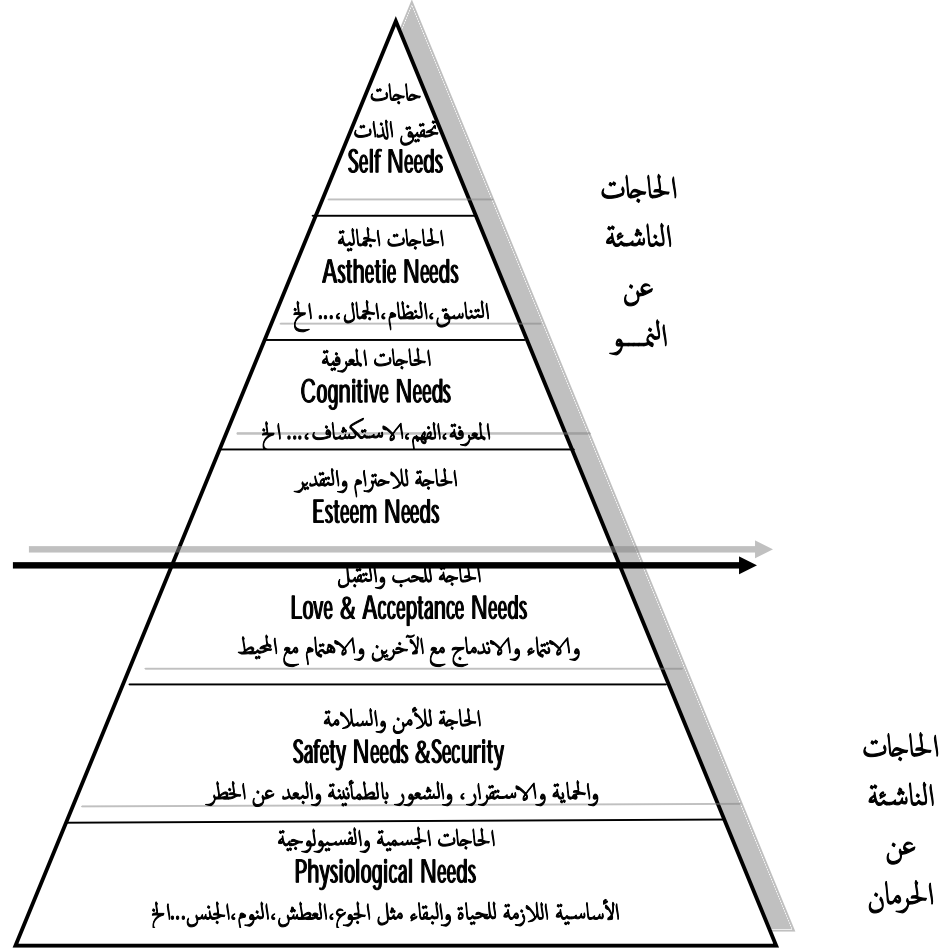 حاجات
تحقيق الذات
Self Needs
الحاجات الجمالية
Asthetie Needs
التناسق،النظام،الجمال،... الخ
الحاجات المعرفية
Cognitive Needs
المعرفة،الفهم،الاستكشاف،... الخ
الحاجة للاحترام والتقدير
Esteem Needs
الحاجة للحب والتقبل
Love & Acceptance Needs
والانتماء والاندماج مع الآخرين والاهتمام مع المحيط
الحاجة للأمن والسلامة
Safety Needs &Security
والحماية والاستقرار، والشعور بالطمأنينة والبعد عن الخطر
الحاجات الجسمية والفسيولوجية
Physiological Needs
الأساسية اللازمة للحياة والبقاء مثل الجوع،العطش،النوم،الجنس...الخ
الحاجات
الناشئة
عن
النمـــو
الحاجات
الناشئة
عن
الحرمان